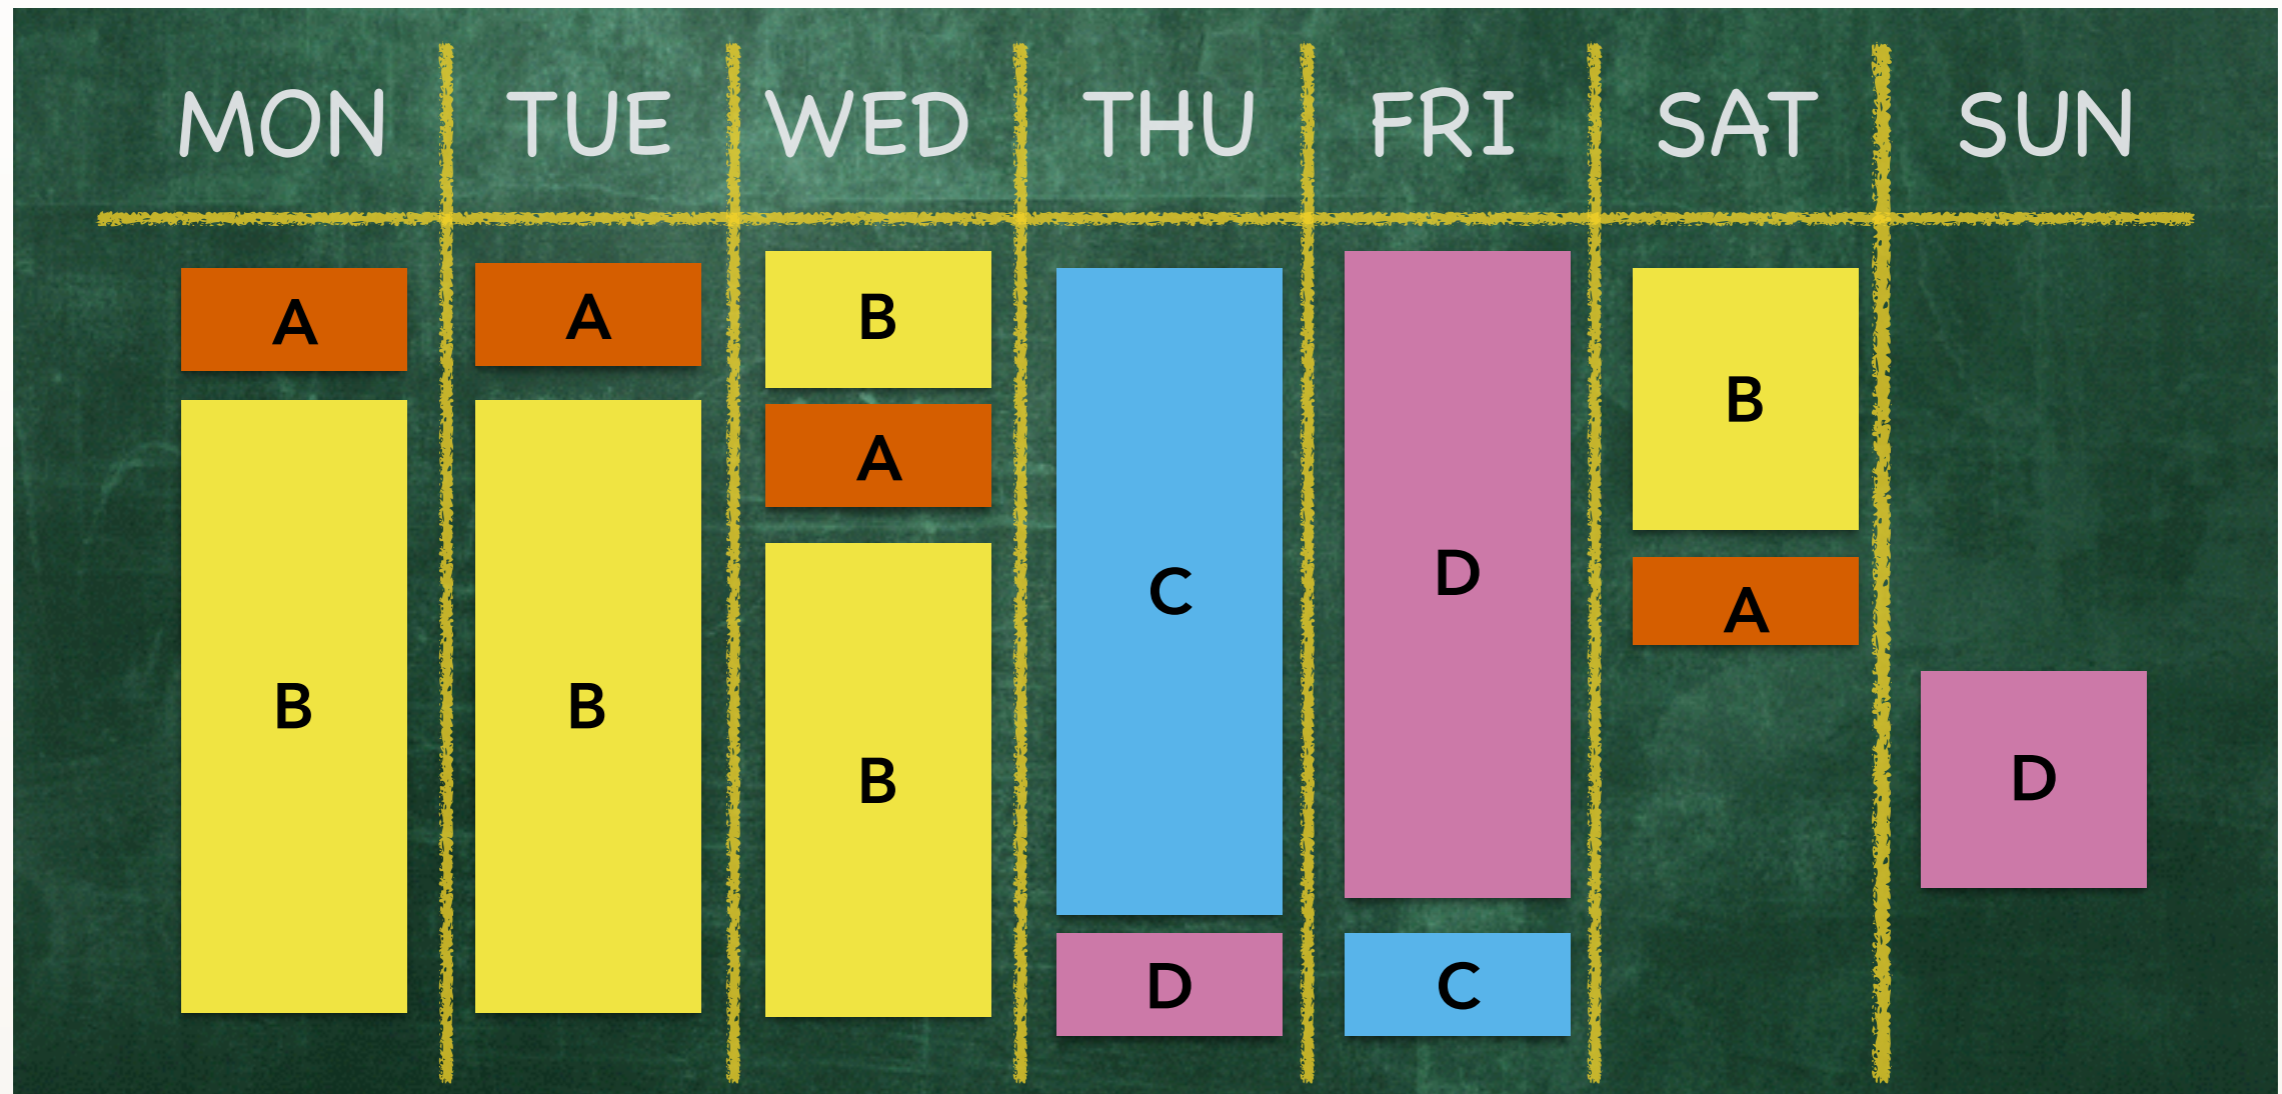 MON TUE WED THU FRI SAT SUN
A A B C D B
A
B B B A D
D C